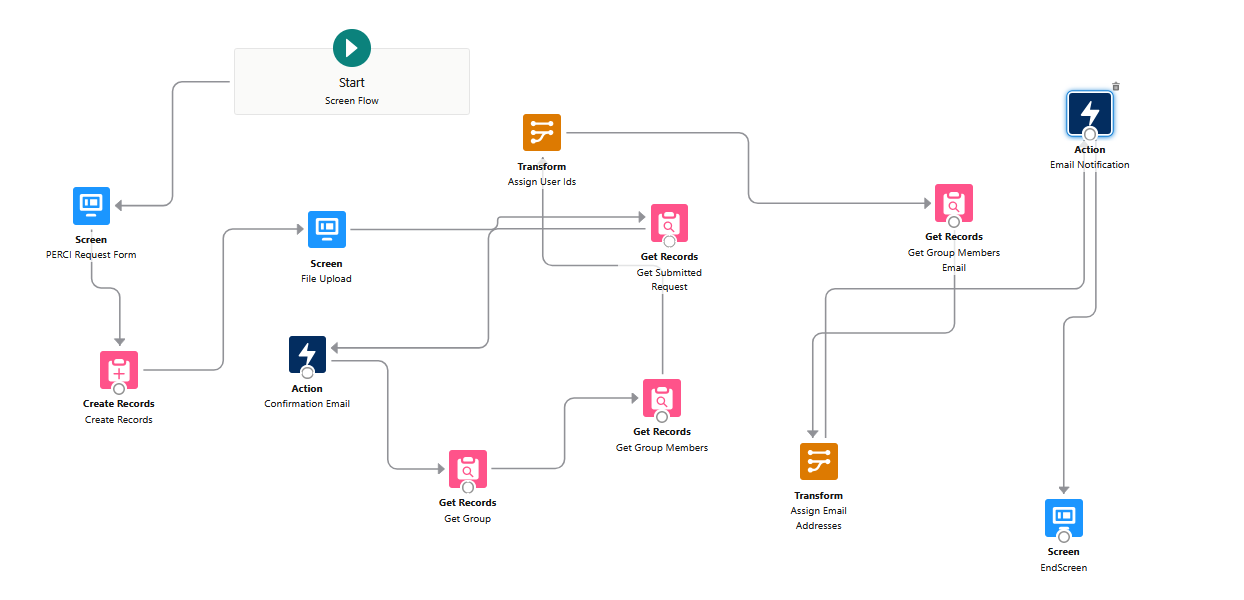 Start
Screen Flow
Transform
Assign User Ids
Action
Email Notification
Screen
PERCI Request Form
Screen
File Upload
Get Records
Get Submitted
Request
Get Records
Get Group Members
Email
Create Records
Create Records
Action
Confirmation Email
Get Records
Get Group Members
Get Records
Get Group
Transform
Assign Email
Addresses
Screen
EndScreen